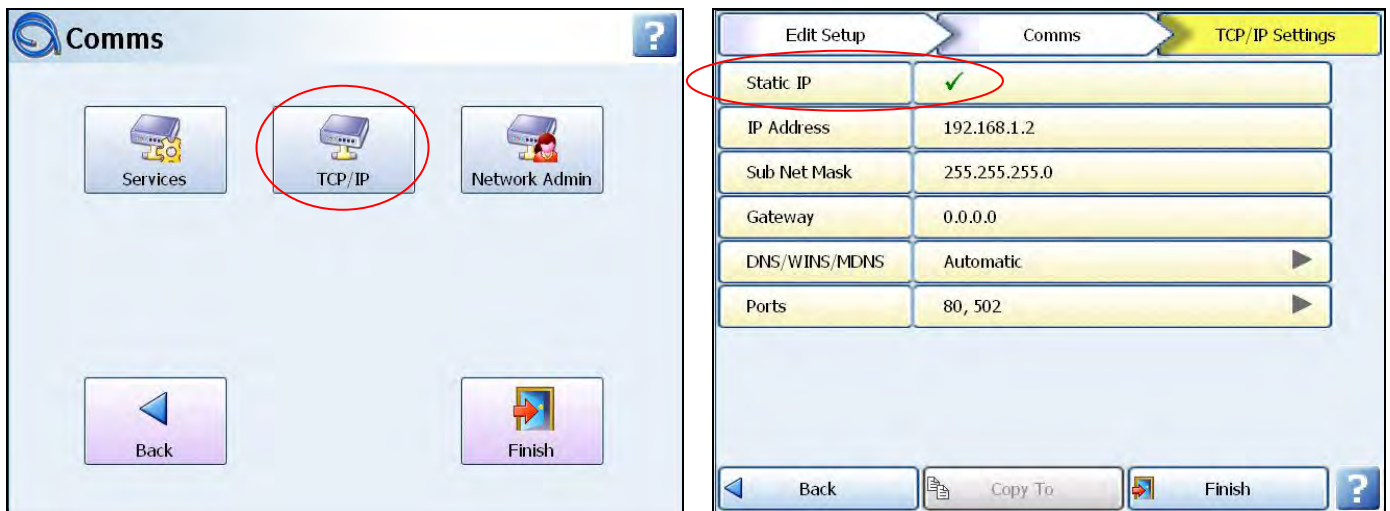 Comms
?
Services
TCP/IP
Network Admin
Back
Finish
Edit Setup
Comms
TCP/IP Settings
Static IP ✓
IP Address 192.168.1.2
Sub Net Mask 255.255.255.0
Gateway 0.0.0.0
DNS/WINS/MDNS Automatic
Ports 80, 502
Back
Copy To
Finish
?